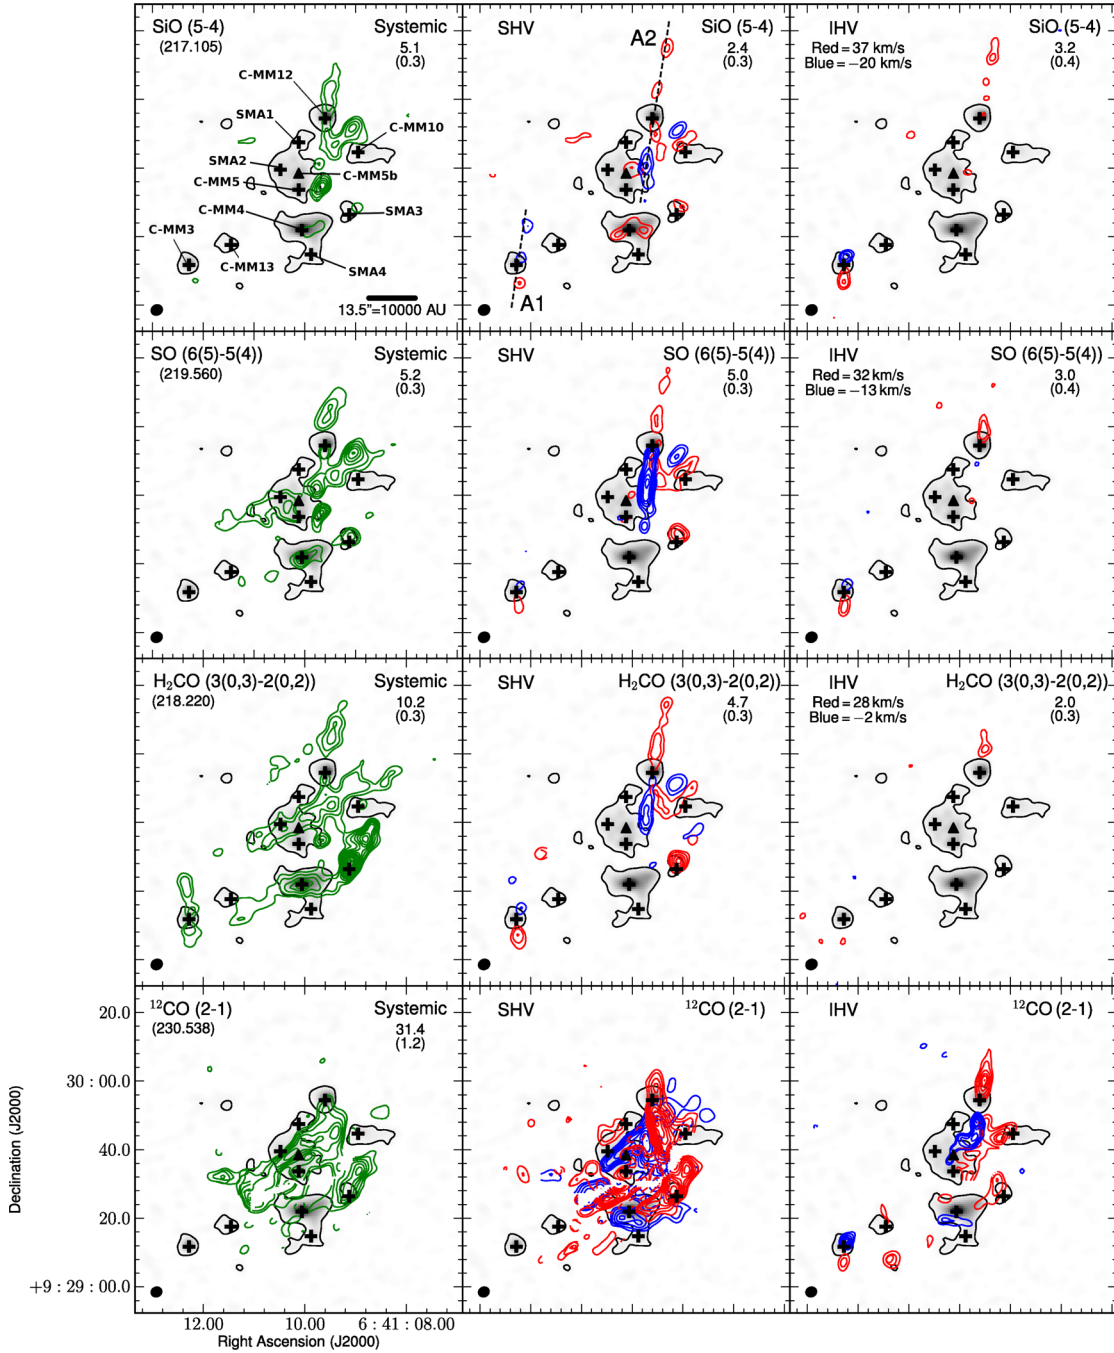 SiO (5-4) Systemic
(217.105) 5.1
(0.3)
C-MM12
SMA1
C-MM10
SMA2
C-MM5b
C-MM5
SMA3
C-MM4
C-MM3
C-MM13
SMA4
13.5"=10000 AU
SHV SiO (5-4)
A2
2.4
(0.3)
A1
IHV SiO (5-4)
Red = 37 km/s 3.2
Blue = −20 km/s (0.4)
SO (6(5)-5(4)) Systemic
(219.560) 5.2
(0.3)
SHV SO (6(5)-5(4))
5.0
(0.3)
IHV SO (6(5)-5(4))
Red = 32 km/s 3.0
Blue = −13 km/s (0.4)
H₂CO (3(0,3)-2(0,2)) Systemic
(218.220) 10.2
(0.3)
SHV H₂CO (3(0,3)-2(0,2))
4.7
(0.3)
IHV H₂CO (3(0,3)-2(0,2))
Red = 28 km/s 2.0
Blue = −2 km/s (0.3)
¹²CO (2-1) Systemic
(230.538) 31.4
(1.2)
SHV ¹²CO (2-1)
IHV ¹²CO (2-1)
20.0
30 : 00.0
40.0
20.0
+9 : 29 : 00.0
Declination (J2000)
12.00 10.00 6 : 41 : 08.00
Right Ascension (J2000)